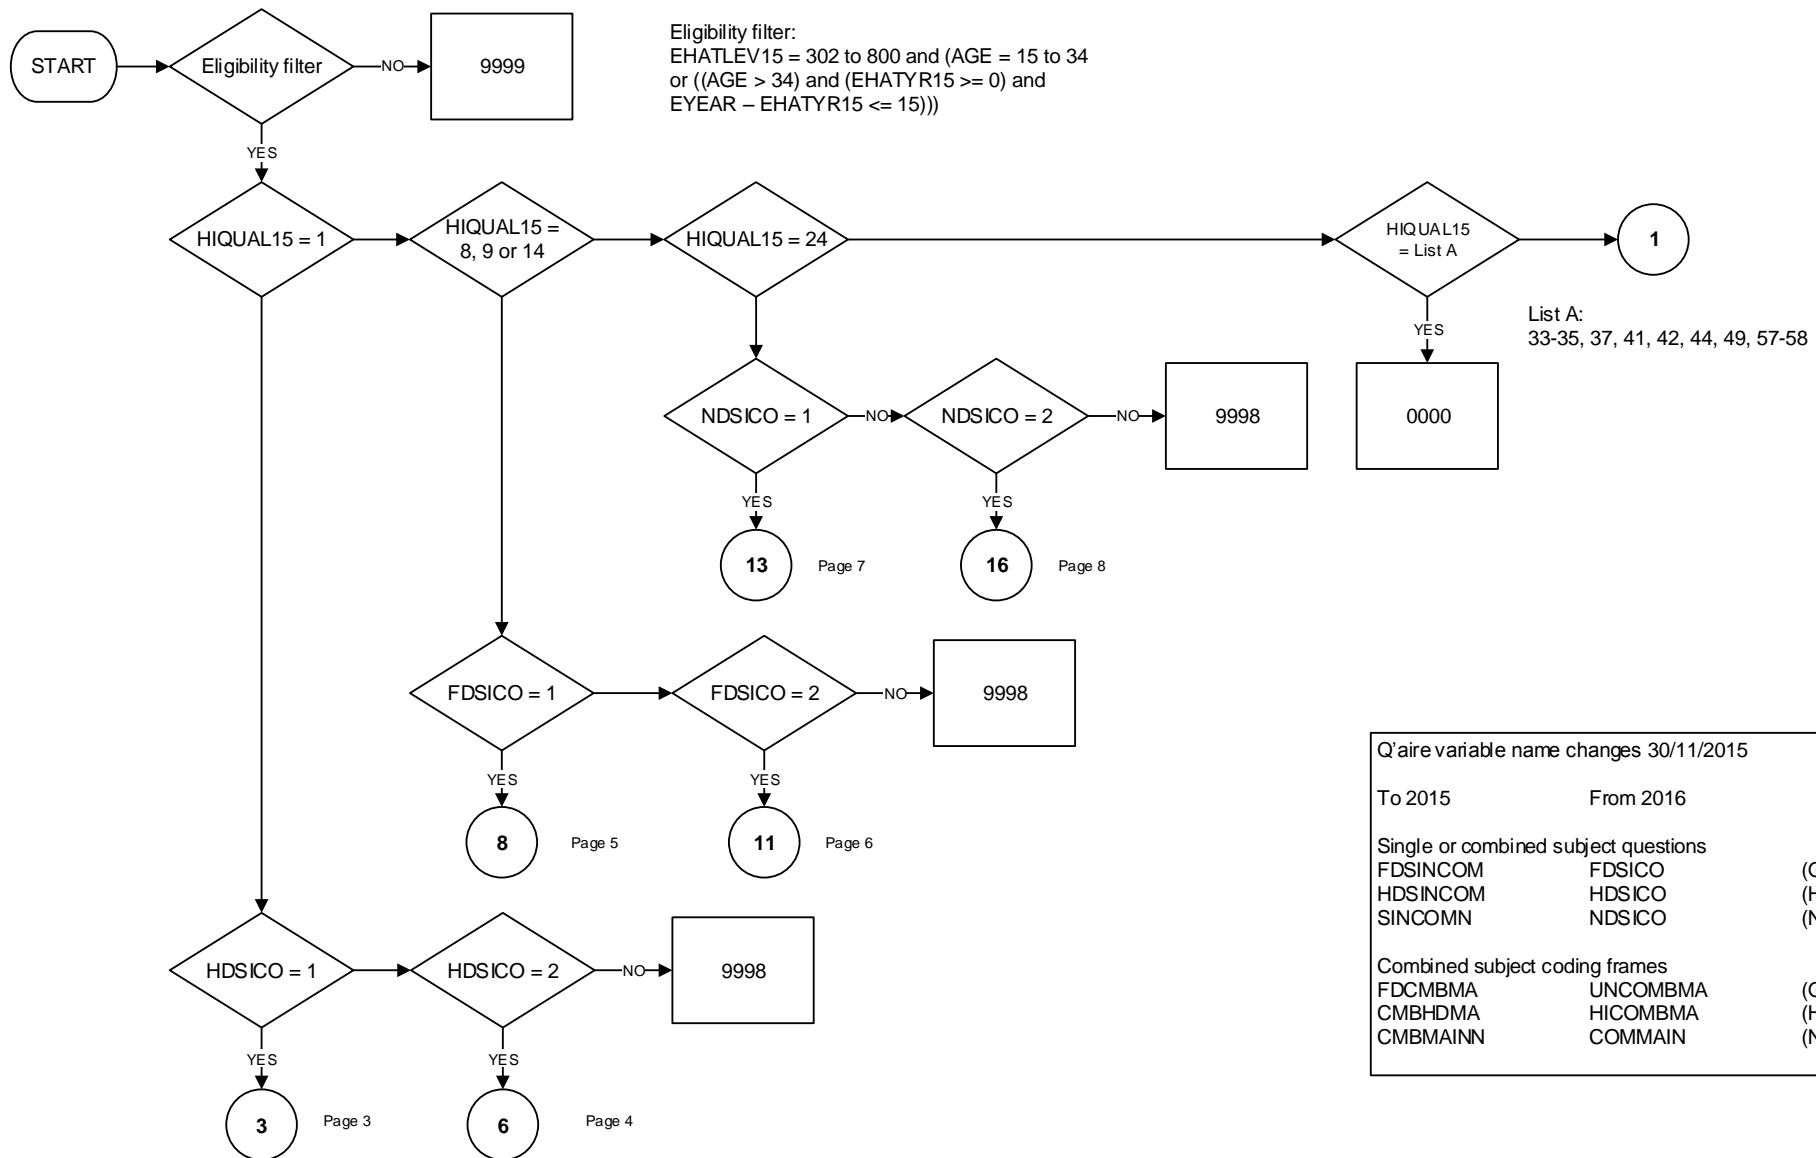 START
Eligibility filter
NO
9999
Eligibility filter:
EHATLEV15 = 302 to 800 and (AGE = 15 to 34
or ((AGE > 34) and (EHATYR15 >= 0) and
EYEAR – EHATYR15 <= 15)))
YES
HIQUAL15 = 1
HIQUAL15 =
8, 9 or 14
HIQUAL15 = 24
HIQUAL15
= List A
1
List A:
33-35, 37, 41, 42, 44, 49, 57-58
YES
NDSICO = 1
NO
NDSICO = 2
NO
9998
0000
YES
YES
13
Page 7
16
Page 8
FDSICO = 1
FDSICO = 2
NO
9998
YES
YES
8
Page 5
11
Page 6
Q'aire variable name changes 30/11/2015
To 2015 From 2016
Single or combined subject questions
FDSINCOM FDSICO
HDSINCOM HDSICO (H
SINCOMN NDSICO (N
Combined subject coding frames
FDCMBMA UNCOMBMA
CMBHDMA HICOMBMA (H
CMBMAINN COMMAIN (N
HDSICO = 1
HDSICO = 2
NO
9998
YES
YES
3
Page 3
6
Page 4